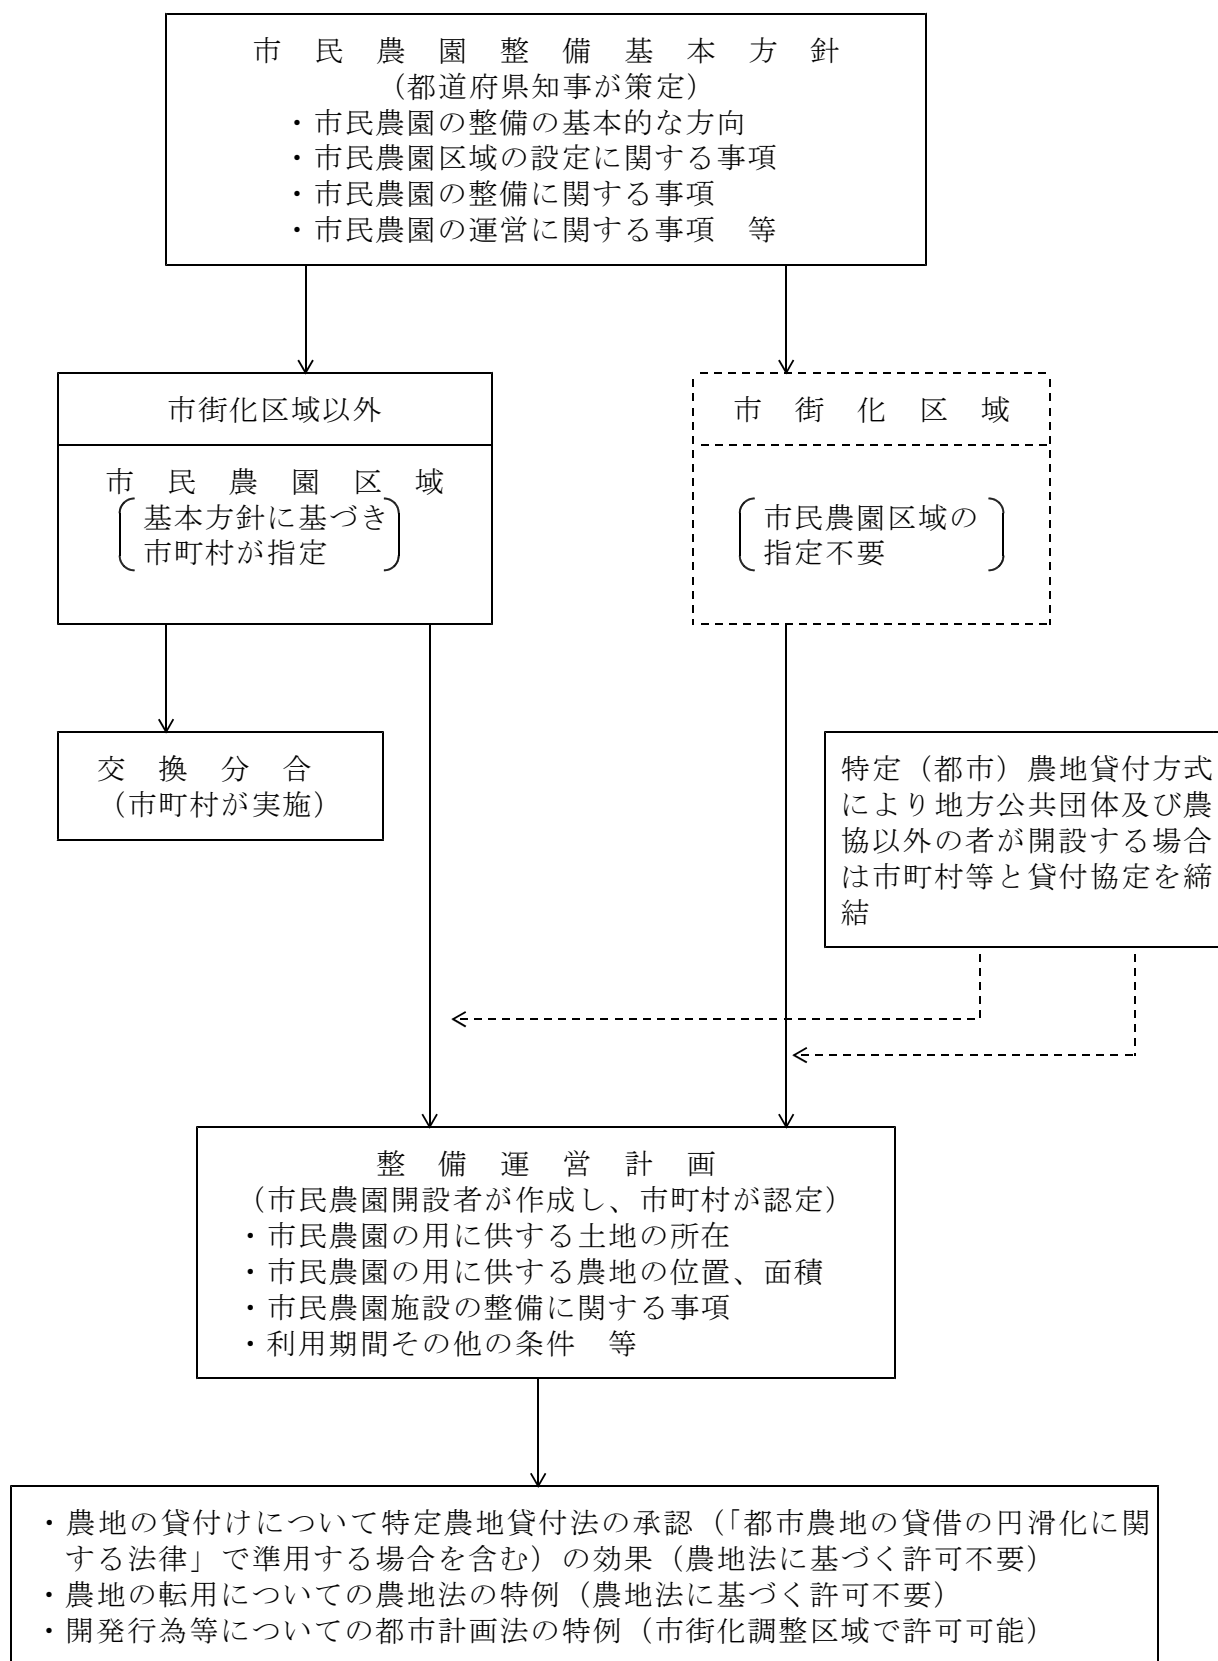 市民農園整備基本方針
（都道府県知事が策定）
・市民農園の整備の基本的な方向
・市民農園区域の設定に関する事項
・市民農園の整備に関する事項
・市民農園の運営に関する事項　等
市街化区域以外
市民農園区域
基本方針に基づき
市町村が指定
市街化区域
市民農園区域の
指定不要
交換分合
（市町村が実施）
特定（都市）農地貸付方式
により地方公共団体及び農
協以外の者が開設する場合
は市町村等と貸付協定を締
結
整備運営計画
（市民農園開設者が作成し、市町村が認定）
・市民農園の用に供する土地の所在
・市民農園の用に供する農地の位置、面積
・市民農園施設の整備に関する事項
・利用期間その他の条件　等
・農地の貸付けについて特定農地貸付法の承認（「都市農地の貸借の円滑化に関
する法律」で準用する場合を含む）の効果（農地法に基づく許可不要）
・農地の転用についての農地法の特例（農地法に基づく許可不要）
・開発行為等についての都市計画法の特例（市街化調整区域で許可可能）